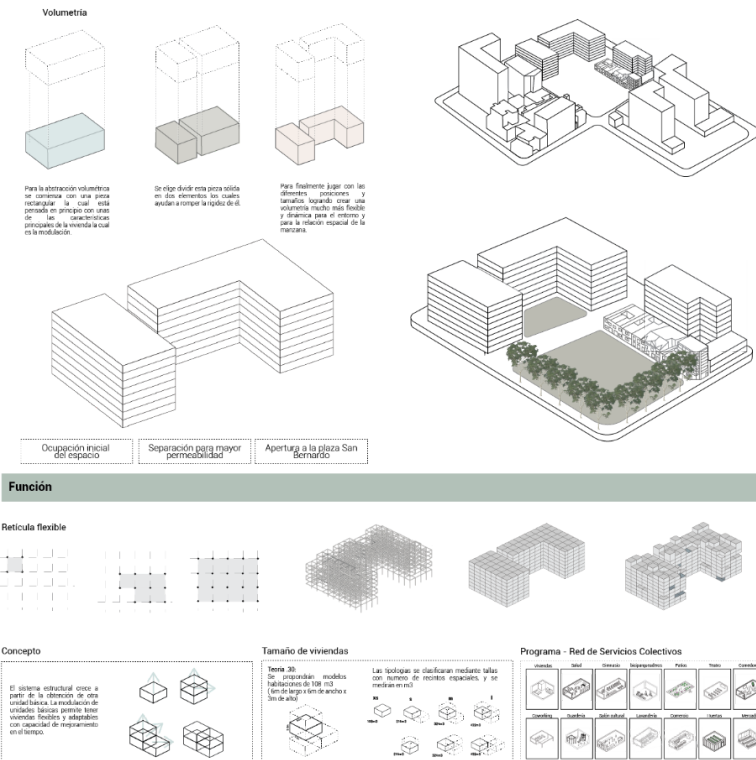 Volumetría
Para la abstracción volumétrica
se comienza con una pieza
rectangular la cual está
pensada en principio con unas
de las características
principales de la vivienda la cual
es la modulación.
Se elige dividir esta pieza sólida
en dos elementos los cuales
ayudan a romper la rigidez de él.
Para finalmente jugar con las
diferentes posiciones y
tamaños logrando crear una
volumetría mucho más flexible
y dinámica para el entorno y
para la relación espacial de la
manzana.
Ocupación inicial
del espacio
Separación para mayor
permeabilidad
Apertura a la plaza San
Bernardo
Función
Retícula flexible
Concepto
El sistema estructural crece a
partir de la obtención de otra
unidad básica. La modulación de
unidades básicas permite tener
viviendas flexibles y adaptables
con capacidad de mejoramiento
en el tiempo.
Tamaño de viviendas
Teoría .30:
Se propondrán modelos
habitaciones de 108 m3
( 6m de largo x 6m de ancho x
3m de alto)
Las tipologías se clasificaran mediante tallas
con numero de recintos espaciales, y se
medirán en m3
XS
S
M
L
Programa - Red de Servicios Colectivos
Viviendas
Salud
Gimnasio
Patios
Teatro
Coworking
Guardería
Salón cultural
Lavandería
Comercio
Huertas